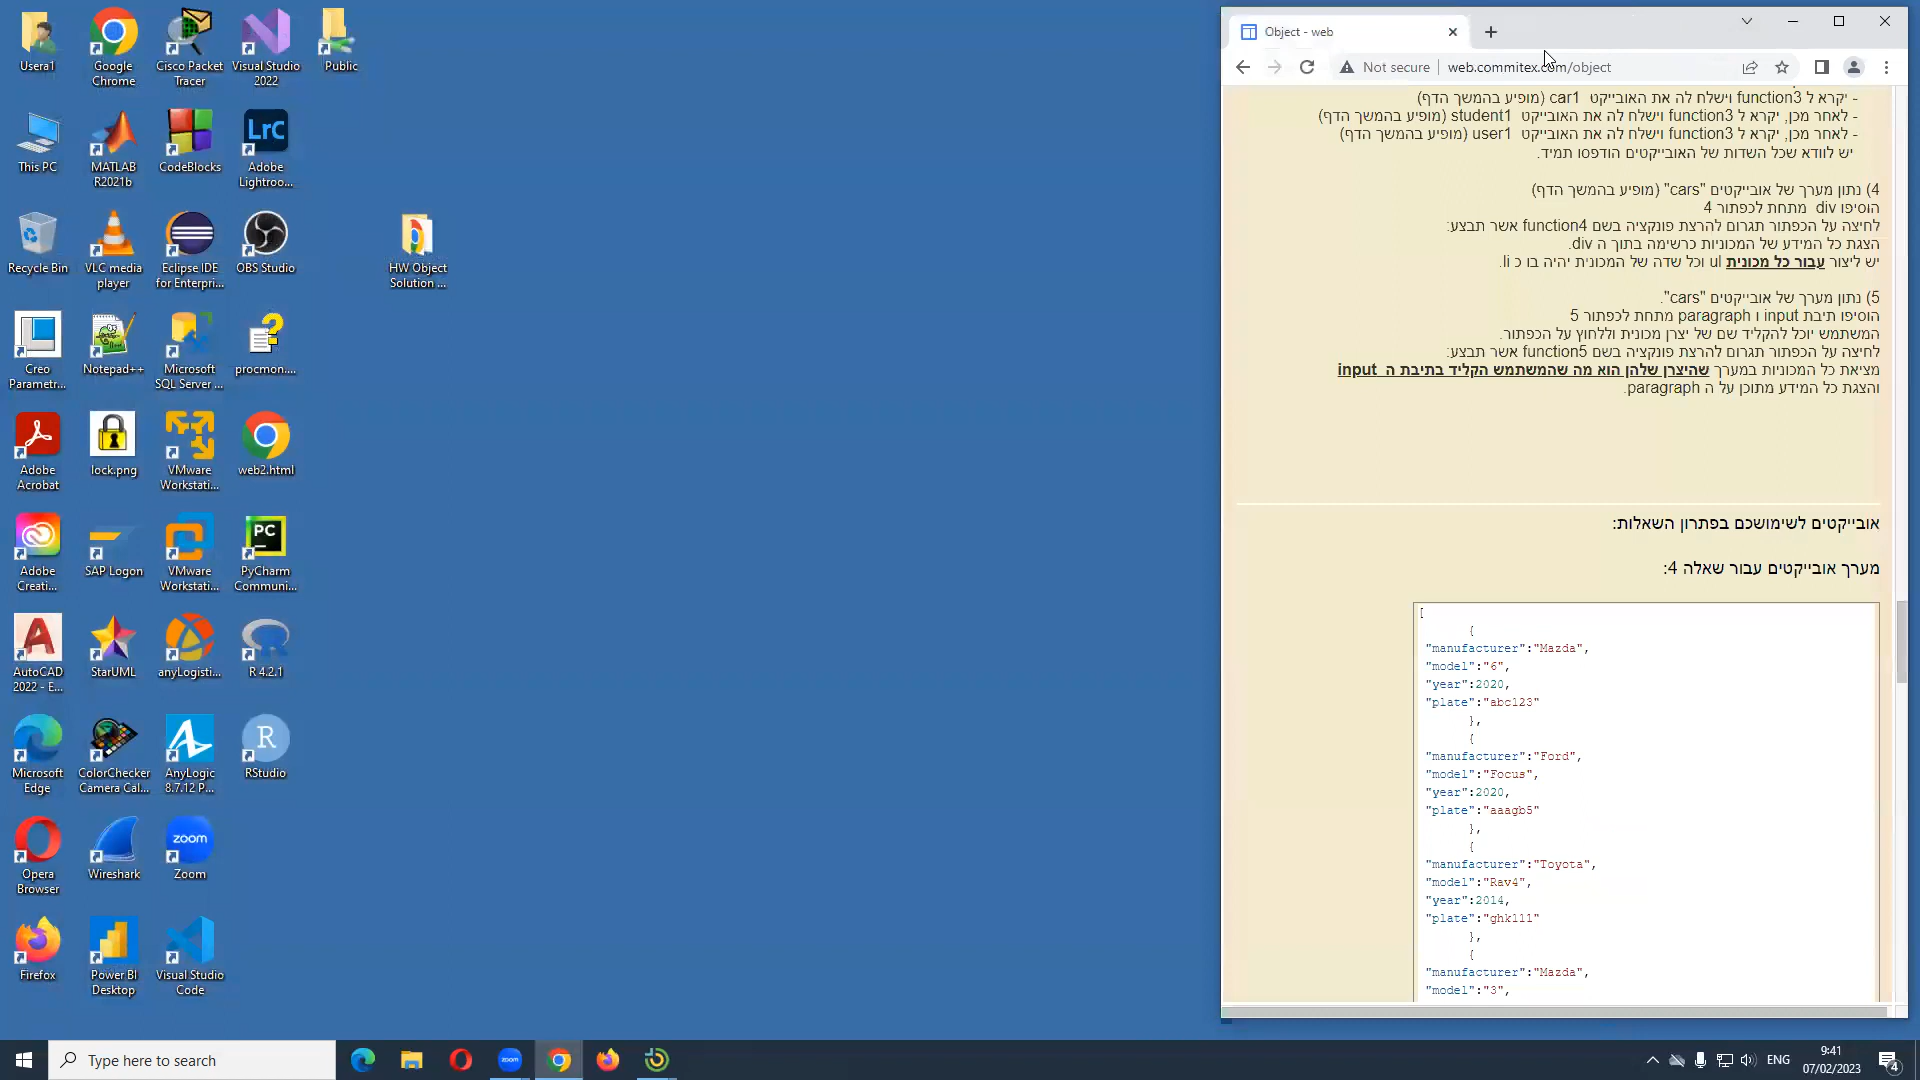 Usera1
Google
Chrome
Cisco Packet
Tracer
Visual Studio
2022
Public
This PC
MATLAB
R2021b
CodeBlocks
Adobe
Lightroo...
Recycle Bin
VLC media
player
Eclipse IDE
for Enterpri...
OBS Studio
HW Object
Solution ...
Creo
Parametr...
Notepad++
Microsoft
SQL Server ...
procmon....
Adobe
Acrobat
lock.png
VMware
Workstati...
web2.html
Adobe
Creati...
SAP Logon
VMware
Workstati...
PyCharm
Communi...
AutoCAD
2022 - E...
StarUML
anyLogisti...
R 4.2.1
Microsoft
Edge
ColorChecker
Camera Cal...
AnyLogic
8.7.12 P...
RStudio
Opera
Browser
Wireshark
Zoom
Firefox
Power BI
Desktop
Visual Studio
Code
Object - web
Not secure
web.commitex.com/object
- יקרא ל function3 וישלח לה את האובייקט car1 (מופיע בהמשך הדף)
- לאחר מכן, יקרא ל function3 וישלח לה את האובייקט student1 (מופיע בהמשך הדף)
- לאחר מכן, יקרא ל function3 וישלח לה את האובייקט user1 (מופיע בהמשך הדף)
יש לוודא שכל השדות של האובייקטים הודפסו תמיד.
4) נתון מערך של אובייקטים "cars" (מופיע בהמשך הדף)
הוסיפו div מתחת לכפתור 4
לחיצה על הכפתור תגרום להרצת פונקציה בשם function4 אשר תבצע:
הצגת כל המידע של המכוניות כרשימה בתוך ה div.
יש ליצור עבור כל מכונית ul וכל שדה של המכונית יהיה בו כ li.
5) נתון מערך של אובייקטים "cars".
הוסיפו תיבת input ו paragraph מתחת לכפתור 5
המשתמש יוכל להקליד שם של יצרן מכונית וללחוץ על הכפתור.
לחיצה על הכפתור תגרום להרצת פונקציה בשם function5 אשר תבצע:
מציאת כל המכוניות במערך שהיצרן שלהן הוא מה שהמשתמש הקליד בתיבת ה input
והצגת כל המידע מתוכן על ה paragraph.
אובייקטים לשימושכם בפתרון השאלות:
מערך אובייקטים עבור שאלה 4:
[
{
"manufacturer":"Mazda",
"model":"6",
"year":2020,
"plate":"abc123"
},
{
"manufacturer":"Ford",
"model":"Focus",
"year":2020,
"plate":"aaagb5"
},
{
"manufacturer":"Toyota",
"model":"Rav4",
"year":2014,
"plate":"ghk111"
},
{
"manufacturer":"Mazda",
"model":"3",
Type here to search
zoom
ENG
9:41
07/02/2023
4